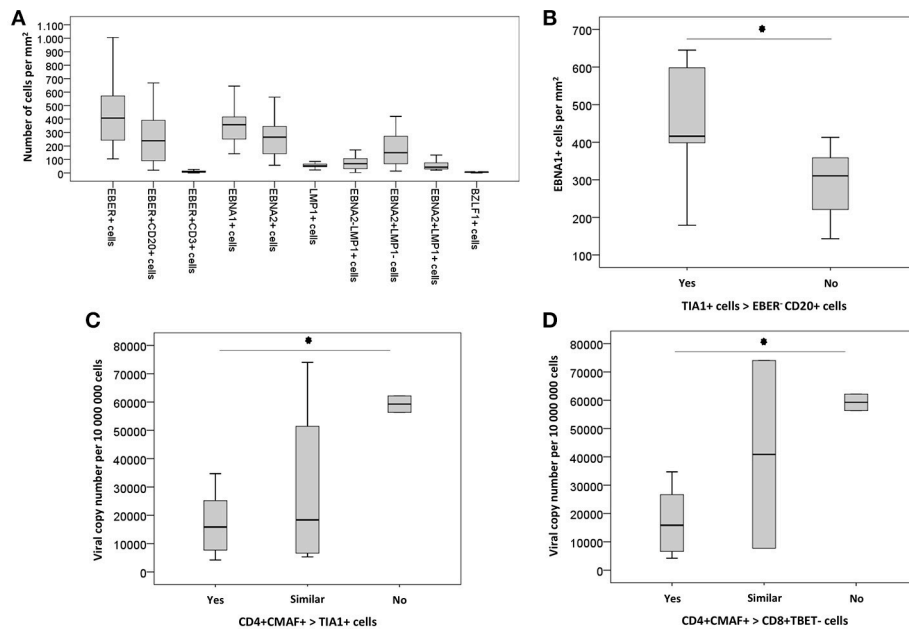 A
Number of cells per mm²
1.100
1.000
900
800
700
600
500
400
300
200
100
0
EBER+ cells
EBER+CD20+ cells
EBER+CD3+ cells
EBNA1+ cells
EBNA2+ cells
LMP1+ cells
EBNA2-LMP1+ cells
EBNA2+LMP1- cells
EBNA2+LMP1+ cells
BZLF1+ cells
B
*
EBNA1+ cells per mm²
700
600
500
400
300
200
100
Yes No
TIA1+ cells > EBER⁻ CD20+ cells
C
*
Viral copy number per 10 000 000 cells
80000
70000
60000
50000
40000
30000
20000
10000
0
Yes Similar No
CD4+CMAF+ > TIA1+ cells
D
*
Viral copy number per 10 000 000 cells
80000
70000
60000
50000
40000
30000
20000
10000
0
Yes Similar No
CD4+CMAF+ > CD8+TBET- cells